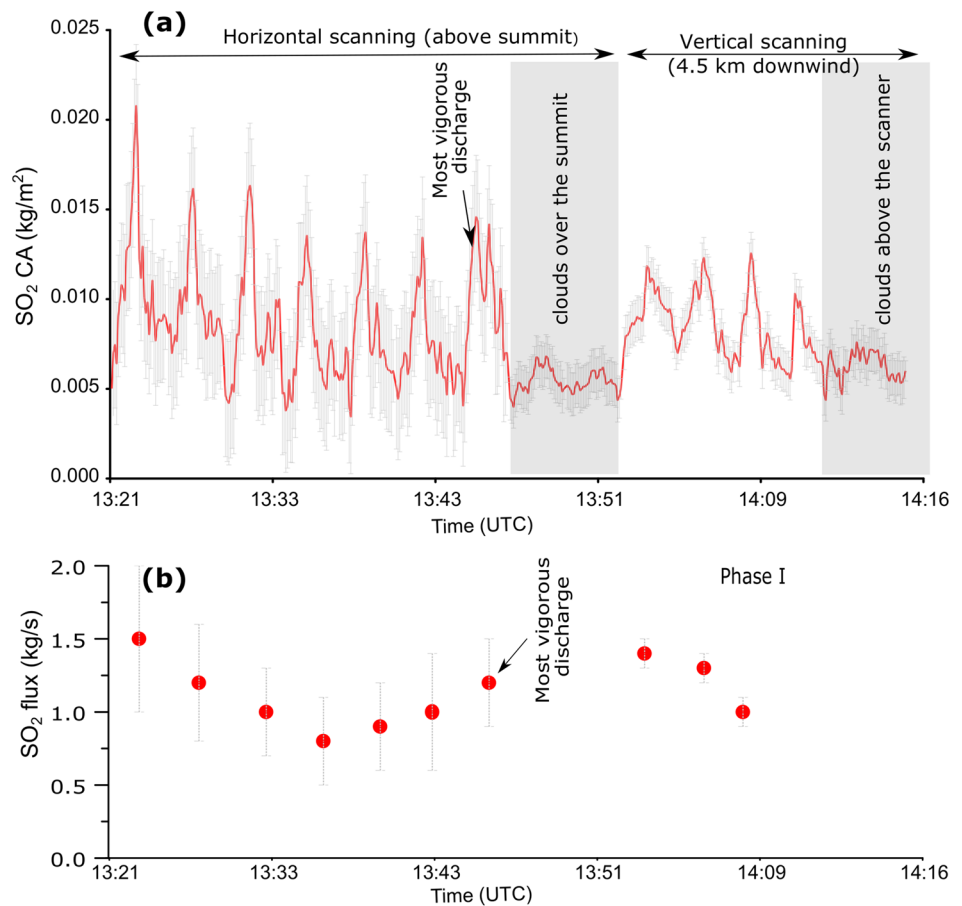 (a)
Horizontal scanning (above summit)
Vertical scanning
(4.5 km downwind)
Most vigorous
discharge
clouds over the summit
clouds above the scanner
SO₂ CA (kg/m²)
0.025
0.020
0.015
0.010
0.005
0.000
13:21 13:33 13:43 13:51 14:09 14:16
Time (UTC)
(b)
Phase I
Most vigorous
discharge
SO₂ flux (kg/s)
2.0
1.5
1.0
0.5
0.0
13:21 13:33 13:43 13:51 14:09 14:16
Time (UTC)